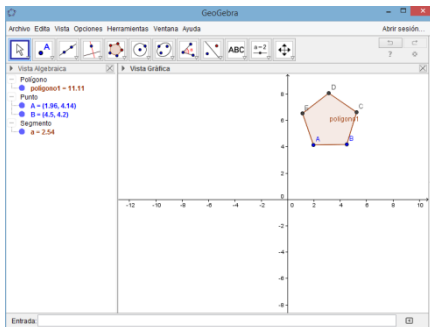 GeoGebra
Archivo Edita Vista Opciones Herramientas Ventana Ayuda
Abrir sesión...
ABC
a=2
Vista Algebraica
Vista Gráfica
Polígono
polígono1 = 11.11
Punto
A = (1.96, 4.14)
B = (4.5, 4.2)
Segmento
a = 2.54
D
C
E
polígono1
A
B
8
6
4
2
0
-12 -10 -8 -6 -4 -2 0 2 4 6 8 10
-2
-4
-6
-8
Entrada: